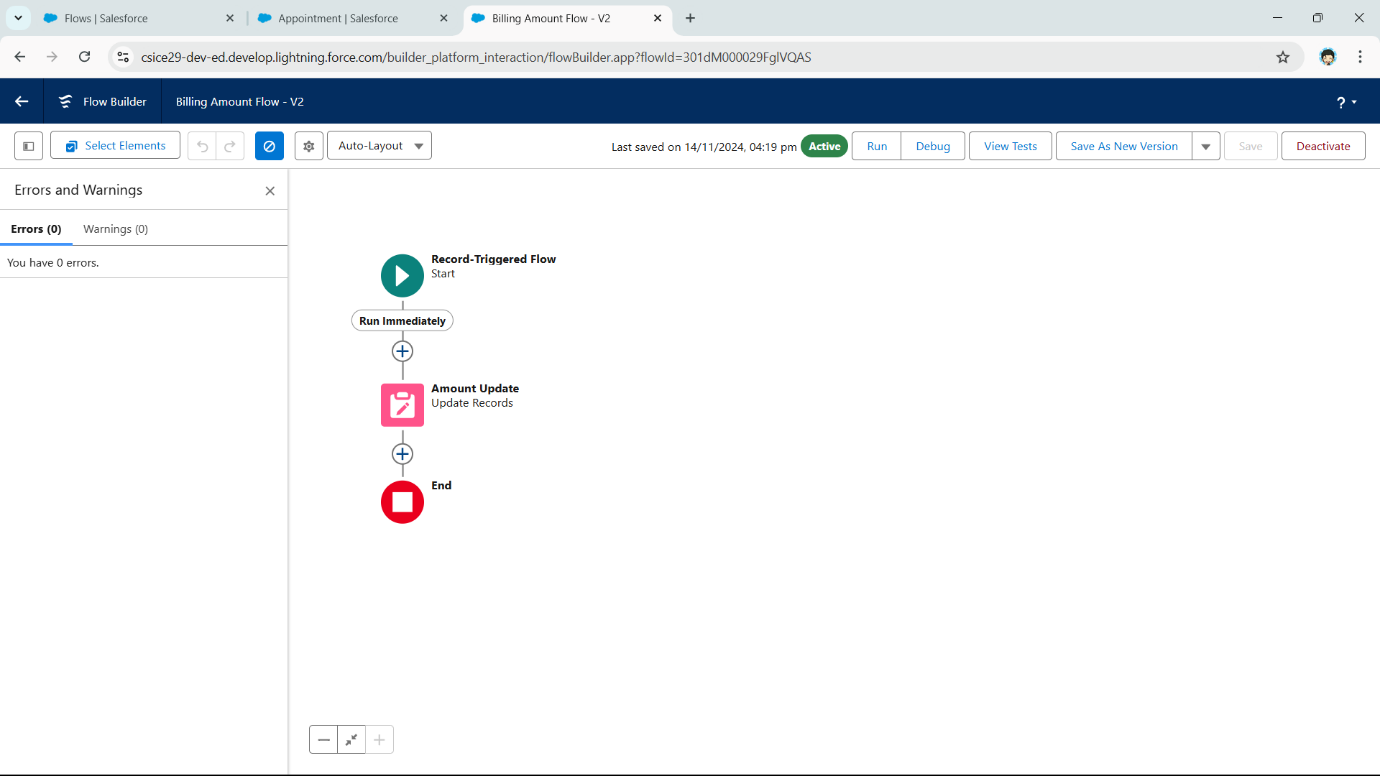 Flows | Salesforce
Appointment | Salesforce
Billing Amount Flow - V2
csice29-dev-ed.develop.lightning.force.com/builder_platform_interaction/flowBuilder.app?flowId=301dM000029FglVQAS
Flow Builder
Billing Amount Flow - V2
?
Select Elements
Auto-Layout
Last saved on 14/11/2024, 04:19 pm
Active
Run
Debug
View Tests
Save As New Version
Save
Deactivate
Errors and Warnings
Errors (0)
Warnings (0)
You have 0 errors.
Record-Triggered Flow
Start
Run Immediately
Amount Update
Update Records
End